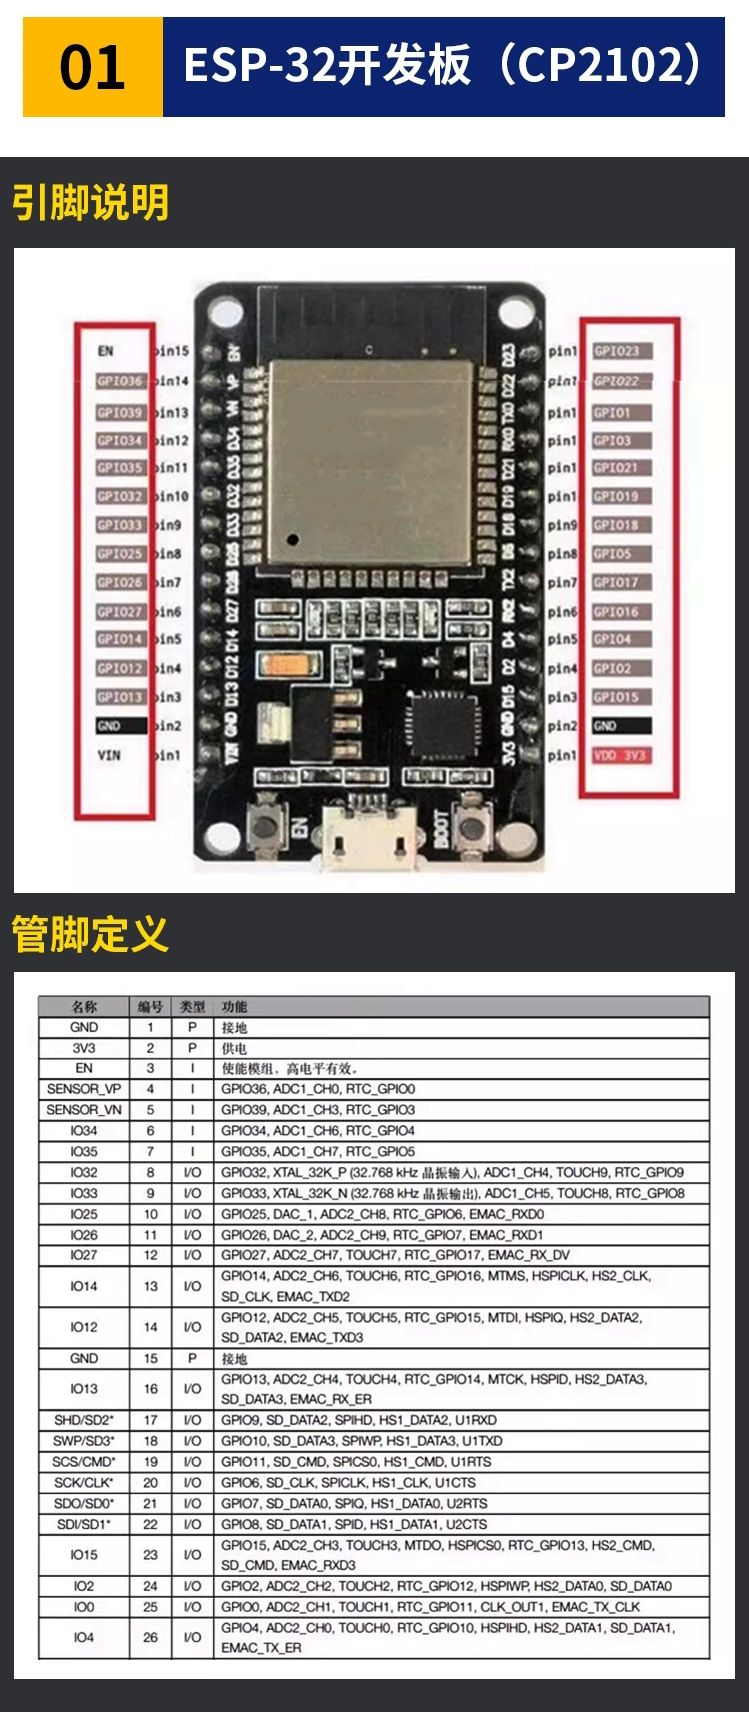 01
ESP-32开发板（CP2102）
引脚说明
EN pin15 EN D23 pin1 GPIO23
GPIO36 pin14 VP D22 pin1 GPIO22
GPIO39 pin13 VN TX0 pin1 GPIO1
GPIO34 pin12 D34 RX0 pin1 GPIO3
GPIO35 pin11 D35 D21 pin1 GPIO21
GPIO32 pin10 D32 D19 pin1 GPIO19
GPIO33 pin9 D33 D18 pin9 GPIO18
GPIO25 pin8 D25 D5 pin8 GPIO5
GPIO26 pin7 D26 TX2 pin7 GPIO17
GPIO27 pin6 D27 RX2 pin6 GPIO16
GPIO14 pin5 D14 D4 pin5 GPIO4
GPIO12 pin4 D12 D2 pin4 GPIO2
GPIO13 pin3 D13 D15 pin3 GPIO15
GND pin2 GND GND pin2 GND
VIN pin1 VIN 3V3 pin1 VDD 3V3
EN BOOT
管脚定义
名称 编号 类型 功能
GND 1 P 接地
3V3 2 P 供电
EN 3 I 使能模组，高电平有效。
SENSOR_VP 4 I GPIO36, ADC1_CH0, RTC_GPIO0
SENSOR_VN 5 I GPIO39, ADC1_CH3, RTC_GPIO3
IO34 6 I GPIO34, ADC1_CH6, RTC_GPIO4
IO35 7 I GPIO35, ADC1_CH7, RTC_GPIO5
IO32 8 I/O GPIO32, XTAL_32K_P (32.768 kHz 晶振输入), ADC1_CH4, TOUCH9, RTC_GPIO9
IO33 9 I/O GPIO33, XTAL_32K_N (32.768 kHz 晶振输出), ADC1_CH5, TOUCH8, RTC_GPIO8
IO25 10 I/O GPIO25, DAC_1, ADC2_CH8, RTC_GPIO6, EMAC_RXD0
IO26 11 I/O GPIO26, DAC_2, ADC2_CH9, RTC_GPIO7, EMAC_RXD1
IO27 12 I/O GPIO27, ADC2_CH7, TOUCH7, RTC_GPIO17, EMAC_RX_DV
IO14 13 I/O GPIO14, ADC2_CH6, TOUCH6, RTC_GPIO16, MTMS, HSPICLK, HS2_CLK,
SD_CLK, EMAC_TXD2
IO12 14 I/O GPIO12, ADC2_CH5, TOUCH5, RTC_GPIO15, MTDI, HSPIQ, HS2_DATA2,
SD_DATA2, EMAC_TXD3
GND 15 P 接地
IO13 16 I/O GPIO13, ADC2_CH4, TOUCH4, RTC_GPIO14, MTCK, HSPID, HS2_DATA3,
SD_DATA3, EMAC_RX_ER
SHD/SD2* 17 I/O GPIO9, SD_DATA2, SPIHD, HS1_DATA2, U1RXD
SWP/SD3* 18 I/O GPIO10, SD_DATA3, SPIWP, HS1_DATA3, U1TXD
SCS/CMD* 19 I/O GPIO11, SD_CMD, SPICS0, HS1_CMD, U1RTS
SCK/CLK* 20 I/O GPIO6, SD_CLK, SPICLK, HS1_CLK, U1CTS
SDO/SD0* 21 I/O GPIO7, SD_DATA0, SPIQ, HS1_DATA0, U2RTS
SDI/SD1* 22 I/O GPIO8, SD_DATA1, SPID, HS1_DATA1, U2CTS
IO15 23 I/O GPIO15, ADC2_CH3, TOUCH3, MTDO, HSPICS0, RTC_GPIO13, HS2_CMD,
SD_CMD, EMAC_RXD3
IO2 24 I/O GPIO2, ADC2_CH2, TOUCH2, RTC_GPIO12, HSPIWP, HS2_DATA0, SD_DATA0
IO0 25 I/O GPIO0, ADC2_CH1, TOUCH1, RTC_GPIO11, CLK_OUT1, EMAC_TX_CLK
IO4 26 I/O GPIO4, ADC2_CH0, TOUCH0, RTC_GPIO10, HSPIHD, HS2_DATA1, SD_DATA1,
EMAC_TX_ER